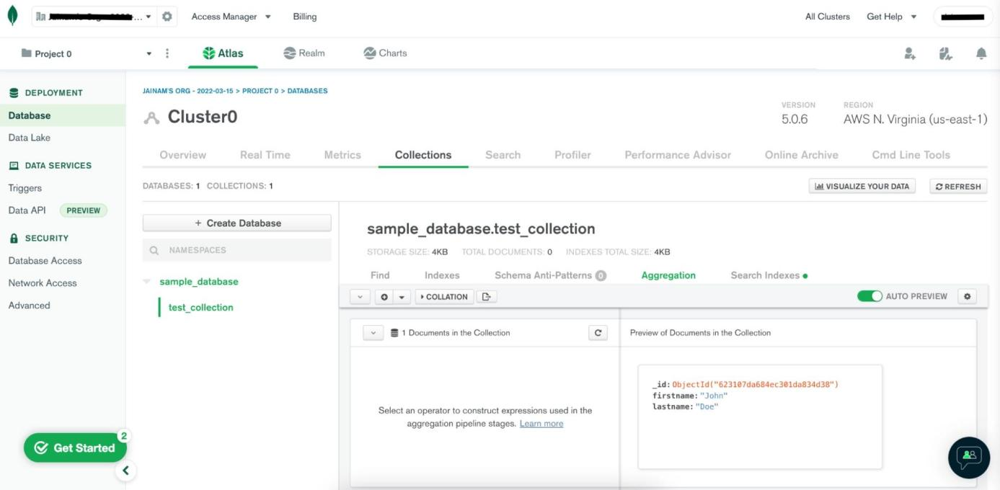 Access Manager Billing All Clusters Get Help
Project 0 Atlas Realm Charts
DEPLOYMENT
Database
Data Lake
DATA SERVICES
Triggers
Data API PREVIEW
SECURITY
Database Access
Network Access
Advanced
Get Started 2
JAINAM'S ORG - 2022-03-15 > PROJECT 0 > DATABASES
Cluster0
VERSION
5.0.6
REGION
AWS N. Virginia (us-east-1)
Overview Real Time Metrics Collections Search Profiler Performance Advisor Online Archive Cmd Line Tools
DATABASES: 1 COLLECTIONS: 1 VISUALIZE YOUR DATA REFRESH
+ Create Database
NAMESPACES
sample_database
test_collection
sample_database.test_collection
STORAGE SIZE: 4KB TOTAL DOCUMENTS: 0 INDEXES TOTAL SIZE: 4KB
Find Indexes Schema Anti-Patterns 0 Aggregation Search Indexes
COLLATION AUTO PREVIEW
1 Documents in the Collection
Select an operator to construct expressions used in the
aggregation pipeline stages. Learn more
Preview of Documents in the Collection
_id: ObjectId("623107da684ec301da834d38")
firstname: "John"
lastname: "Doe"